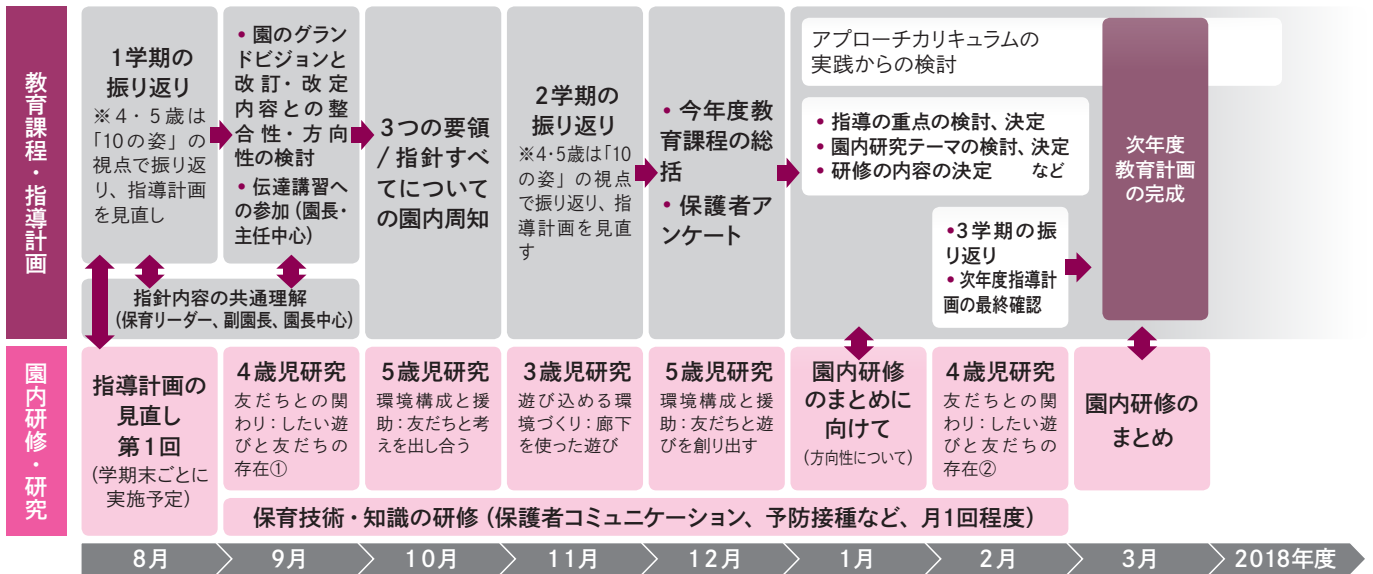 教育課程・指導計画
1学期の
振り返り
※4・5歳は
「10の姿」の
視点で振り返
り、指導計画
を見直し
• 園のグラン
ドビジョンと
改訂・改定
内容との整
合性・方向
性の検討
• 伝達講習へ
の参加（園長・
主任中心）
指針内容の共通理解
（保育リーダー、副園長、園長中心）
3つの要領
/指針すべ
てについて
の園内周知
2学期の
振り返り
※4・5歳は「10
の姿」の視点
で振り返り、指
導計画を見直
す
• 今年度教
育課程の総
括
• 保護者ア
ンケート
アプローチカリキュラムの
実践からの検討
• 指導の重点の検討、決定
• 園内研究テーマの検討、決定
• 研修の内容の決定 など
•3学期の振
り返り
• 次年度指導計
画の最終確認
次年度
教育計画
の完成
園内研修・研究
指導計画の
見直し
第1回
（学期末ごとに
実施予定）
4歳児研究
友だちとの関
わり：したい遊
びと友だちの
存在①
5歳児研究
環境構成と援
助：友だちと考
えを出し合う
3歳児研究
遊び込める環
境づくり：廊下
を使った遊び
5歳児研究
環境構成と援
助：友だちと遊
びを創り出す
園内研修
のまとめに
向けて
（方向性について）
4歳児研究
友だちとの関
わり：したい遊
びと友だちの
存在②
園内研修の
まとめ
保育技術・知識の研修（保護者コミュニケーション、予防接種など、月1回程度）
8月
9月
10月
11月
12月
1月
2月
3月
2018年度